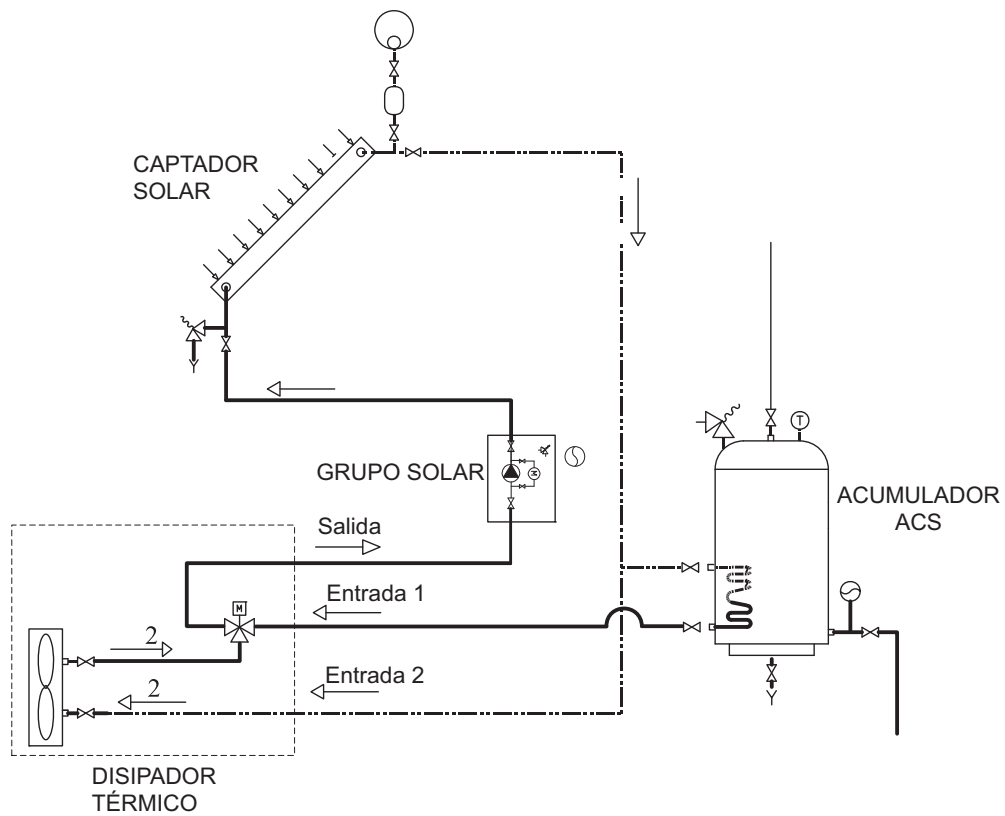 CAPTADOR
SOLAR
GRUPO SOLAR
M
T
ACUMULADOR
ACS
Salida
Entrada 1
M
2
Entrada 2
2
DISIPADOR
TÉRMICO